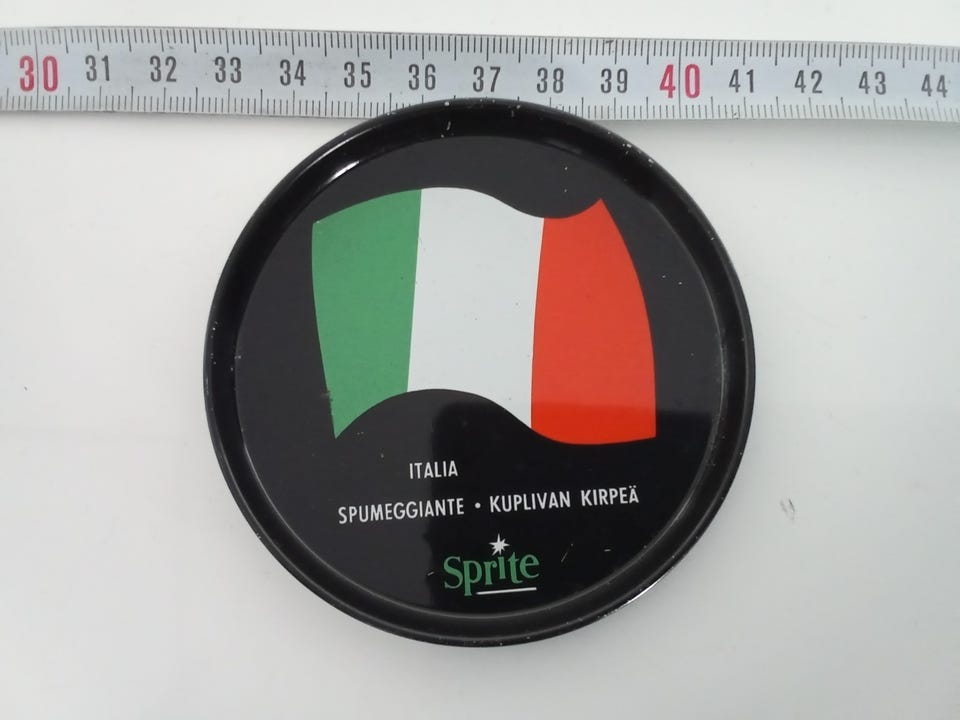 30 31 32 33 34 35 36 37 38 39 40 41 42 43 44
ITALIA
SPUMEGGIANTE • KUPLIVAN KIRPEÄ
Sprite